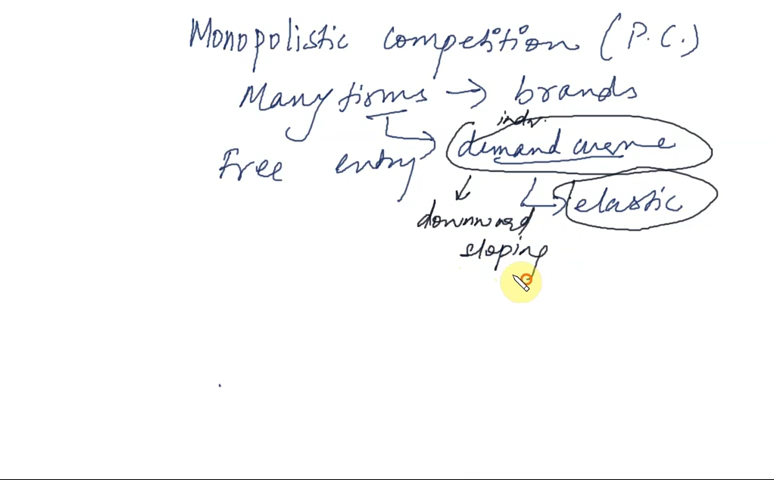 Monopolistic competition (P.C.)
Many firms → brands
indv.
Free entry demand curve
elastic
downward
sloping